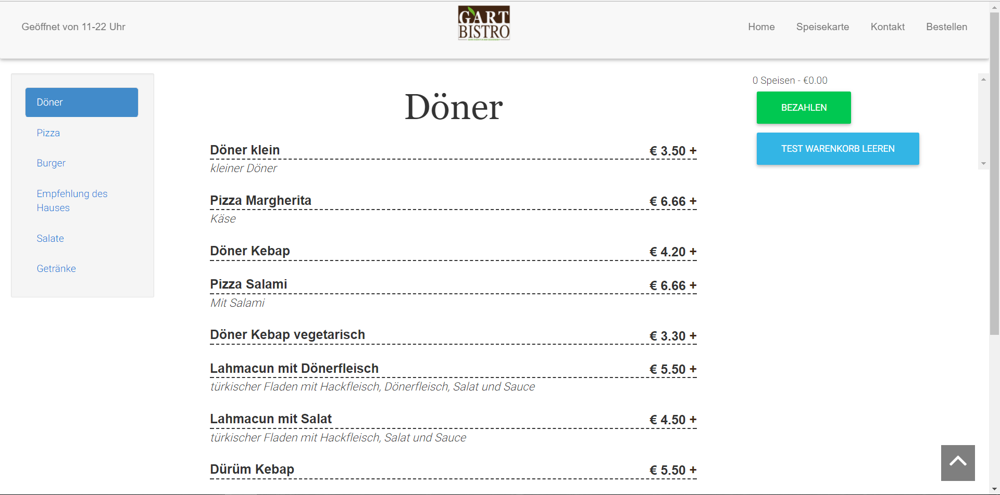 Geöffnet von 11-22 Uhr
GART
BISTRO
Home
Speisekarte
Kontakt
Bestellen
Döner
Pizza
Burger
Empfehlung des
Hauses
Salate
Getränke
Döner
Döner klein € 3.50 +
kleiner Döner
Pizza Margherita € 6.66 +
Käse
Döner Kebap € 4.20 +
Pizza Salami € 6.66 +
Mit Salami
Döner Kebap vegetarisch € 3.30 +
Lahmacun mit Dönerfleisch € 5.50 +
türkischer Fladen mit Hackfleisch, Dönerfleisch, Salat und Sauce
Lahmacun mit Salat € 4.50 +
türkischer Fladen mit Hackfleisch, Salat und Sauce
Dürüm Kebap € 5.50 +
0 Speisen - €0.00
BEZAHLEN
TEST WARENKORB LEEREN